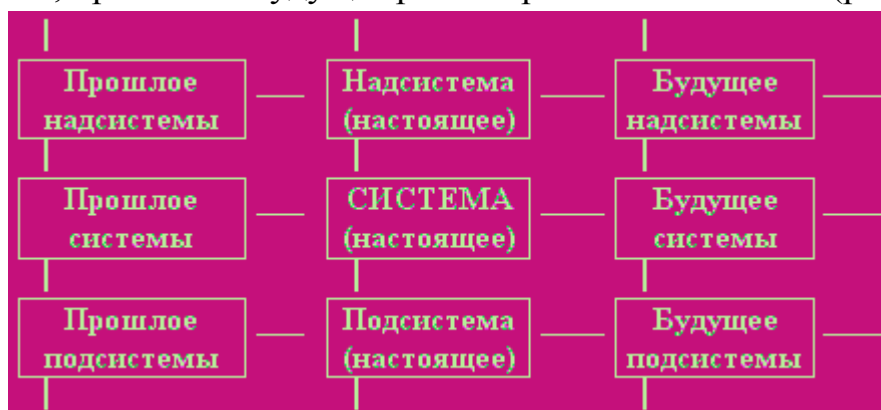 Прошлое
надсистемы
Надсистема
(настоящее)
Будущее
надсистемы
Прошлое
системы
СИСТЕМА
(настоящее)
Будущее
системы
Прошлое
подсистемы
Подсистема
(настоящее)
Будущее
подсистемы